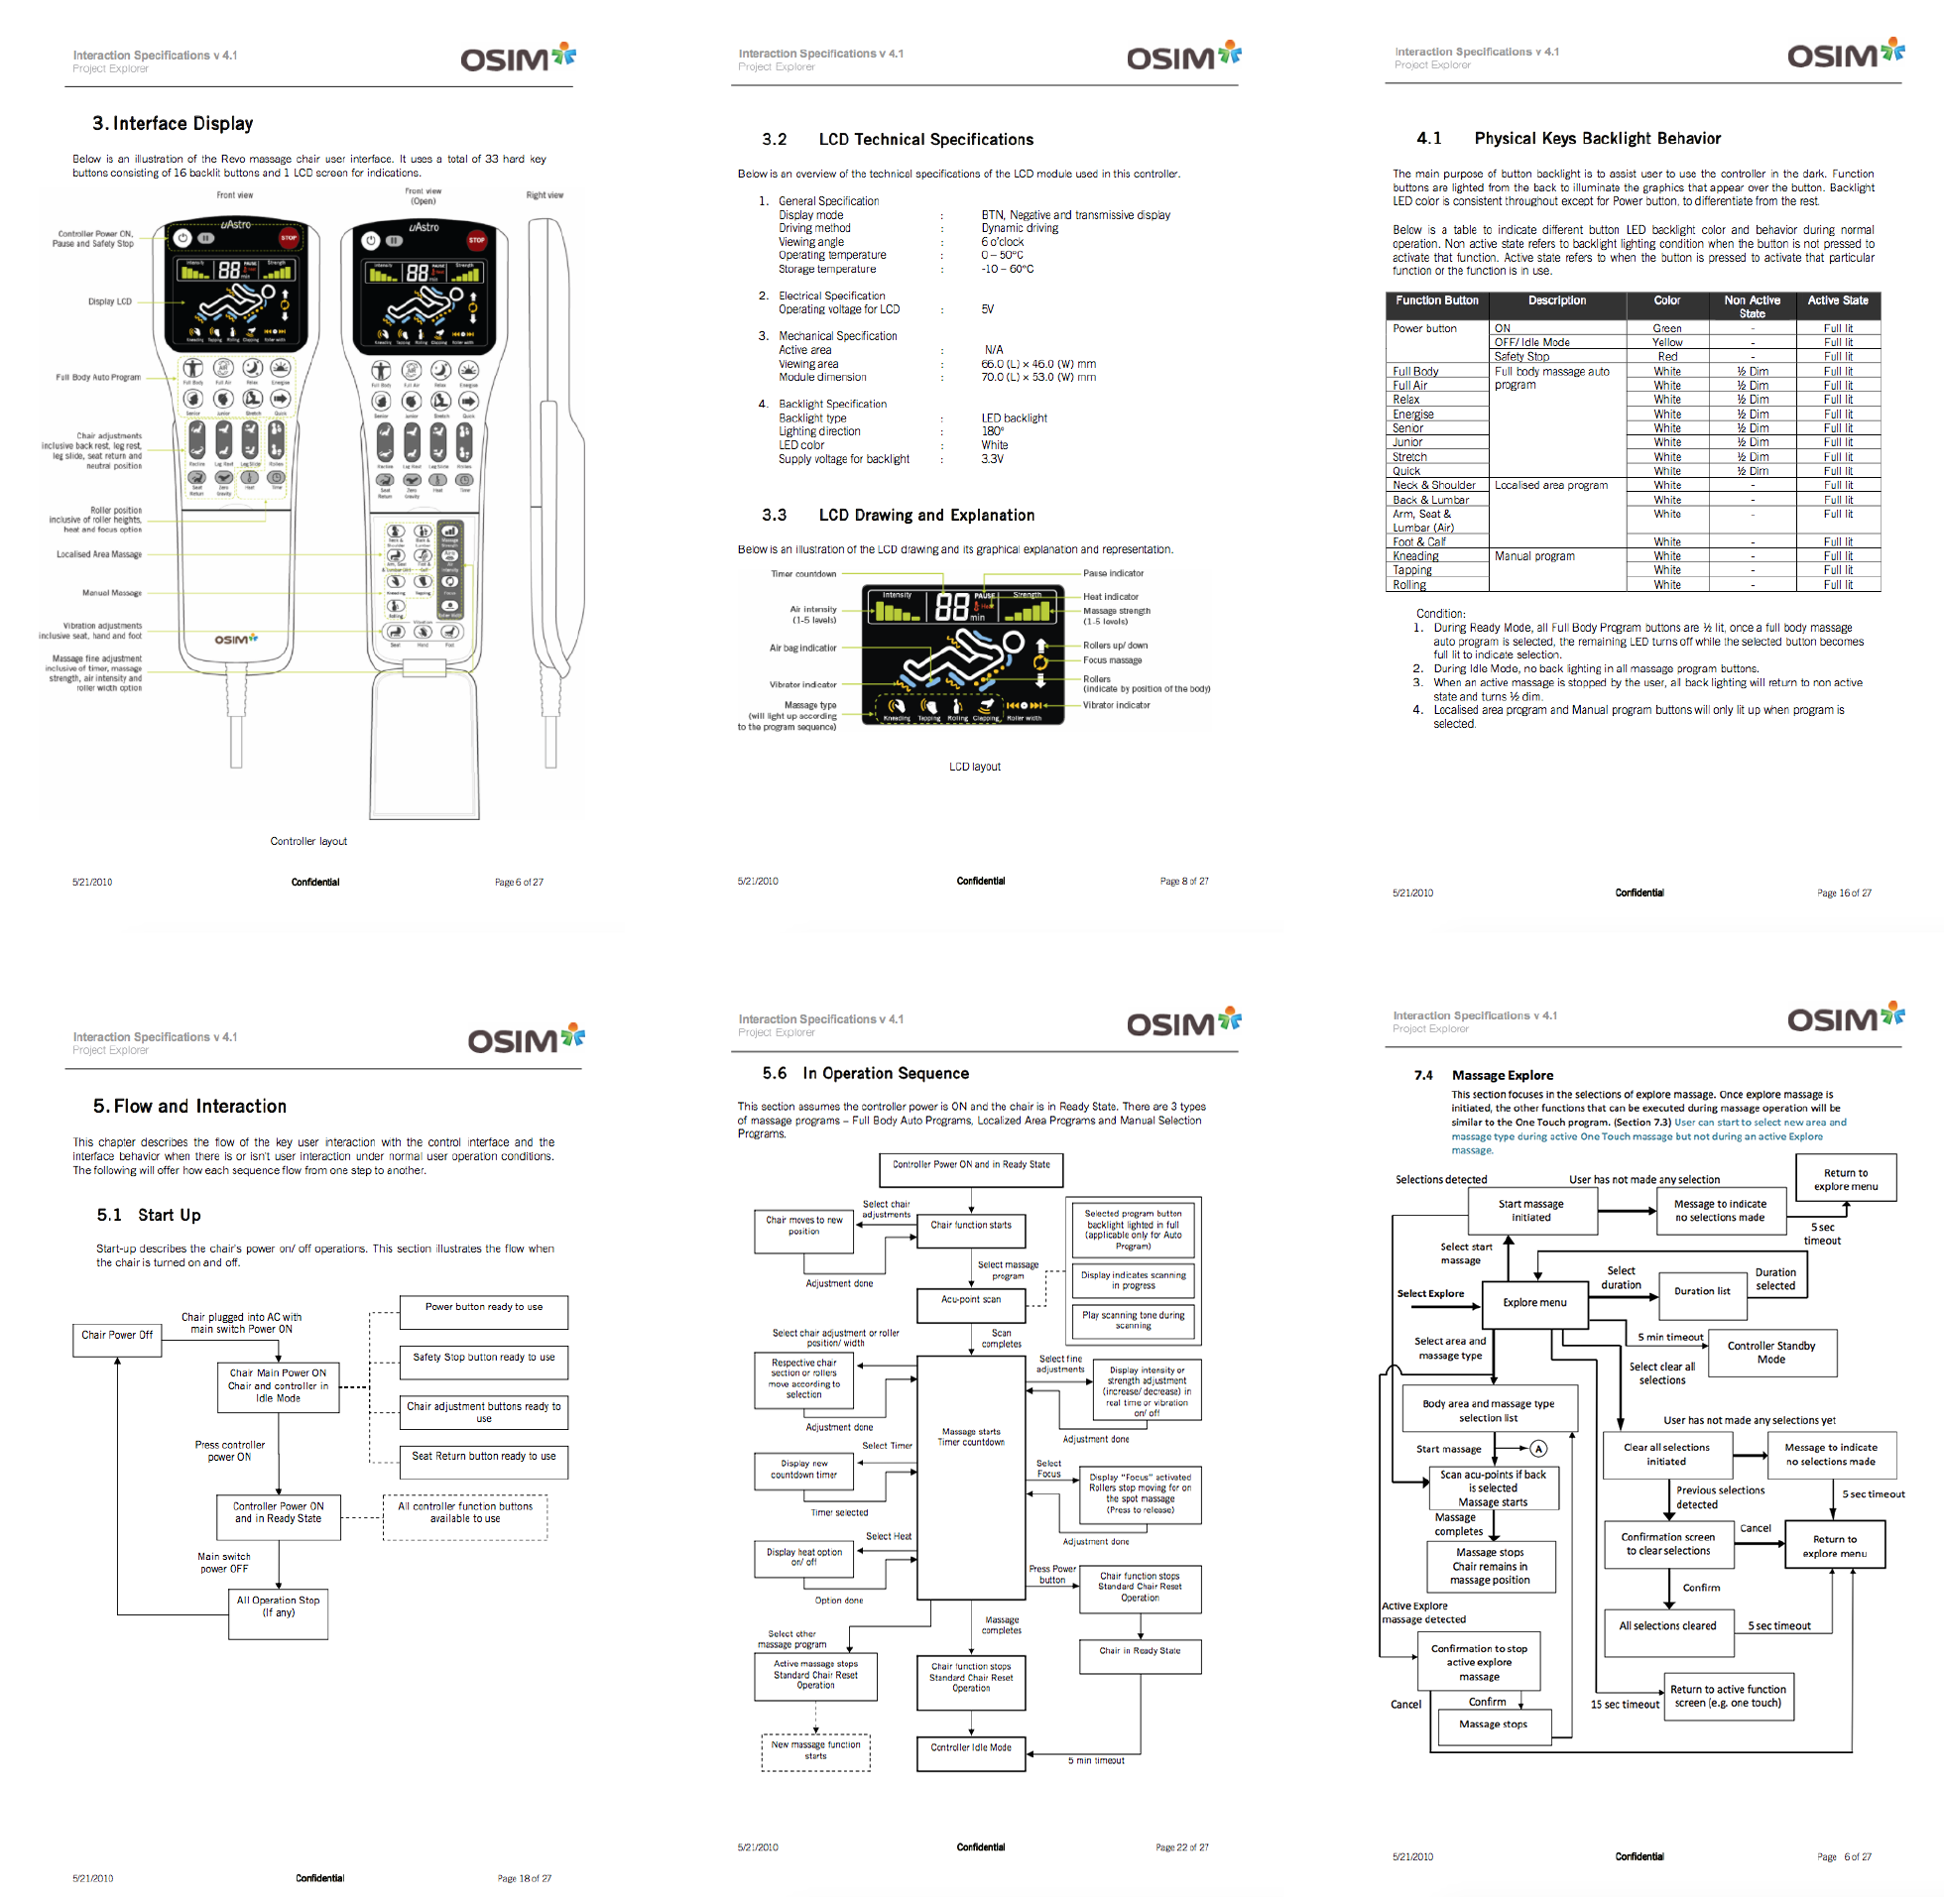 Interaction Specifications v 4.1
Project Explorer
OSIM
3. Interface Display
Below is an illustration of the Revo massage chair user interface. It uses a total of 33 hard key
buttons consisting of 16 backlit buttons and 1 LCD screen for indications.
Front view
Front view
(Open)
Right view
Controller Power ON,
Pause and Safety Stop
uAstro
STOP
uAstro
STOP
Display LCD
Full Body Auto Program
Chair adjustments
inclusive back rest, leg rest,
leg slide, seat return and
neutral position
Roller position
inclusive of roller heights,
heat and focus option
Localised Area Massage
Manual Massage
Vibration adjustments
inclusive seat, hand and foot
Massage fine adjustment
inclusive of timer, massage
strength, air intensity and
roller width option
OSIM
Controller layout
5/21/2010
Confidential
Page 6 of 27
Interaction Specifications v 4.1
Project Explorer
OSIM
3.2 LCD Technical Specifications
Below is an overview of the technical specifications of the LCD module used in this controller.
1. General Specification
Display mode : BTN, Negative and transmissive display
Driving method : Dynamic driving
Viewing angle : 6 o'clock
Operating temperature : 0 – 50°C
Storage temperature : -10 – 60°C
2. Electrical Specification
Operating voltage for LCD : 5V
3. Mechanical Specification
Active area : N/A
Viewing area : 66.0 (L) x 46.0 (W) mm
Module dimension : 70.0 (L) x 53.0 (W) mm
4. Backlight Specification
Backlight type : LED backlight
Lighting direction : 180°
LED color : White
Supply voltage for backlight : 3.3V
3.3 LCD Drawing and Explanation
Below is an illustration of the LCD drawing and its graphical explanation and representation.
Timer countdown
Pause indicator
Air intensity
(1-5 levels)
Intensity
88
min
PAUSE
Heat
Strength
Heat indicator
Massage strength
(1-5 levels)
Air bag indicator
Rollers up/ down
Focus massage
Vibrator indicator
Rollers
(indicate by position of the body)
Massage type
(will light up according
to the program sequence)
Kneading Tapping Rolling Clapping Roller width
Vibrator indicator
LCD layout
5/21/2010
Confidential
Page 8 of 27
Interaction Specifications v 4.1
Project Explorer
OSIM
4.1 Physical Keys Backlight Behavior
The main purpose of button backlight is to assist user to use the controller in the dark. Function
buttons are lighted from the back to illuminate the graphics that appear over the button. Backlight
LED color is consistent throughout except for Power button, to differentiate from the rest.
Below is a table to indicate different button LED backlight color and behavior during normal
operation. Non active state refers to backlight lighting condition when the button is not pressed to
activate that function. Active state refers to when the button is pressed to activate that particular
function or the function is in use.
Function Button Description Color Non Active State Active State
Power button ON Green - Full lit
OFF/ Idle Mode Yellow - Full lit
Safety Stop Red - Full lit
Full Body Full body massage auto program White ½ Dim Full lit
Full Air White ½ Dim Full lit
Relax White ½ Dim Full lit
Energise White ½ Dim Full lit
Senior White ½ Dim Full lit
Junior White ½ Dim Full lit
Stretch White ½ Dim Full lit
Quick White ½ Dim Full lit
Neck & Shoulder Localised area program White - Full lit
Back & Lumbar White - Full lit
Arm, Seat & Lumbar (Air) White - Full lit
Foot & Calf White - Full lit
Kneading Manual program White - Full lit
Tapping White - Full lit
Rolling White - Full lit
Condition:
1. During Ready Mode, all Full Body Program buttons are ½ lit, once a full body massage
auto program is selected, the remaining LED turns off while the selected button becomes
full lit to indicate selection.
2. During Idle Mode, no back lighting in all massage program buttons.
3. When an active massage is stopped by the user, all back lighting will return to non active
state and turns ½ dim.
4. Localised area program and Manual program buttons will only lit up when program is
selected.
5/21/2010
Confidential
Page 16 of 27
Interaction Specifications v 4.1
Project Explorer
OSIM
5. Flow and Interaction
This chapter describes the flow of the key user interaction with the control interface and the
interface behavior when there is or isn't user interaction under normal user operation conditions.
The following will offer how each sequence flow from one step to another.
5.1 Start Up
Start-up describes the chair's power on/ off operations. This section illustrates the flow when
the chair is turned on and off.
Chair Power Off
Chair plugged into AC with
main switch Power ON
Power button ready to use
Chair Main Power ON
Chair and controller in
Idle Mode
Safety Stop button ready to use
Chair adjustment buttons ready to
use
Press controller
power ON
Seat Return button ready to use
Controller Power ON
and in Ready State
All controller function buttons
available to use
Main switch
power OFF
All Operation Stop
(If any)
5/21/2010
Confidential
Page 18 of 27
Interaction Specifications v 4.1
Project Explorer
OSIM
5.6 In Operation Sequence
This section assumes the controller power is ON and the chair is in Ready State. There are 3 types
of massage programs – Full Body Auto Programs, Localized Area Programs and Manual Selection
Programs.
Controller Power ON and in Ready State
Select chair
adjustments
Chair moves to new
position
Chair function starts
Selected program button
backlight lighted in full
(applicable only for Auto
Program)
Adjustment done
Select massage
program
Display indicates scanning
in progress
Acu-point scan
Play scanning tone during
scanning
Select chair adjustment or roller
position/ width
Scan
completes
Respective chair
section or rollers
move according to
selection
Select fine
adjustments
Display intensity or
strength adjustment
(increase/ decrease) in
real time or vibration
on/ off
Adjustment done
Massage starts
Timer countdown
Adjustment done
Select Timer
Display new
countdown timer
Select
Focus
Display "Focus" activated
Rollers stop moving for on
the spot massage
(Press to release)
Timer selected
Select Heat
Adjustment done
Display heat option
on/ off
Press Power
button
Chair function stops
Standard Chair Reset
Operation
Option done
Massage
completes
Select other
massage program
Chair in Ready State
Active massage stops
Standard Chair Reset
Operation
Chair function stops
Standard Chair Reset
Operation
New massage function
starts
Controller Idle Mode
5 min timeout
5/21/2010
Confidential
Page 22 of 27
Interaction Specifications v 4.1
Project Explorer
OSIM
7.4 Massage Explore
This section focuses in the selections of explore massage. Once explore massage is
initiated, the other functions that can be executed during massage operation will be
similar to the One Touch program. (Section 7.3) User can start to select new area and
massage type during active One Touch massage but not during an active Explore
massage.
Selections detected
User has not made any selection
Return to
explore menu
Start massage
initiated
Message to indicate
no selections made
5 sec
timeout
Select start
massage
Select
duration
Duration
selected
Select Explore
Explore menu
Duration list
Select area and
massage type
5 min timeout
Controller Standby
Mode
Select clear all
selections
Body area and massage type
selection list
User has not made any selections yet
Start massage
A
Clear all selections
initiated
Message to indicate
no selections made
Scan acu-points if back
is selected
Massage starts
Previous selections
detected
5 sec timeout
Massage
completes
Confirmation screen
to clear selections
Cancel
Return to
explore menu
Massage stops
Chair remains in
massage position
Confirm
Active Explore
massage detected
All selections cleared
5 sec timeout
Confirmation to stop
active explore
massage
Cancel
Confirm
15 sec timeout
Return to active function
screen (e.g. one touch)
Massage stops
5/21/2010
Confidential
Page 6 of 27